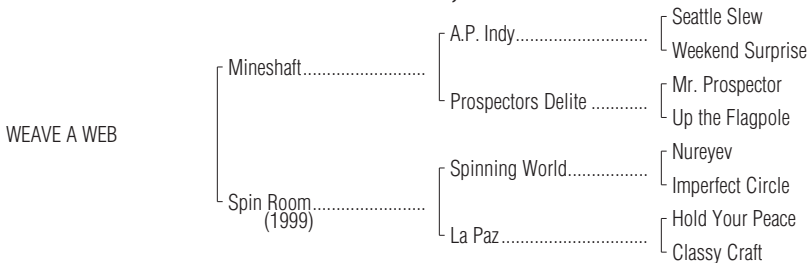 Seattle Slew
A.P. Indy..............................
Weekend Surprise
Mineshaft..........................
Mr. Prospector
Prospectors Delite ............
Up the Flagpole
WEAVE A WEB
Nureyev
Spinning World.................
Imperfect Circle
Spin Room........................
(1999)
Hold Your Peace
La Paz.................................
Classy Craft